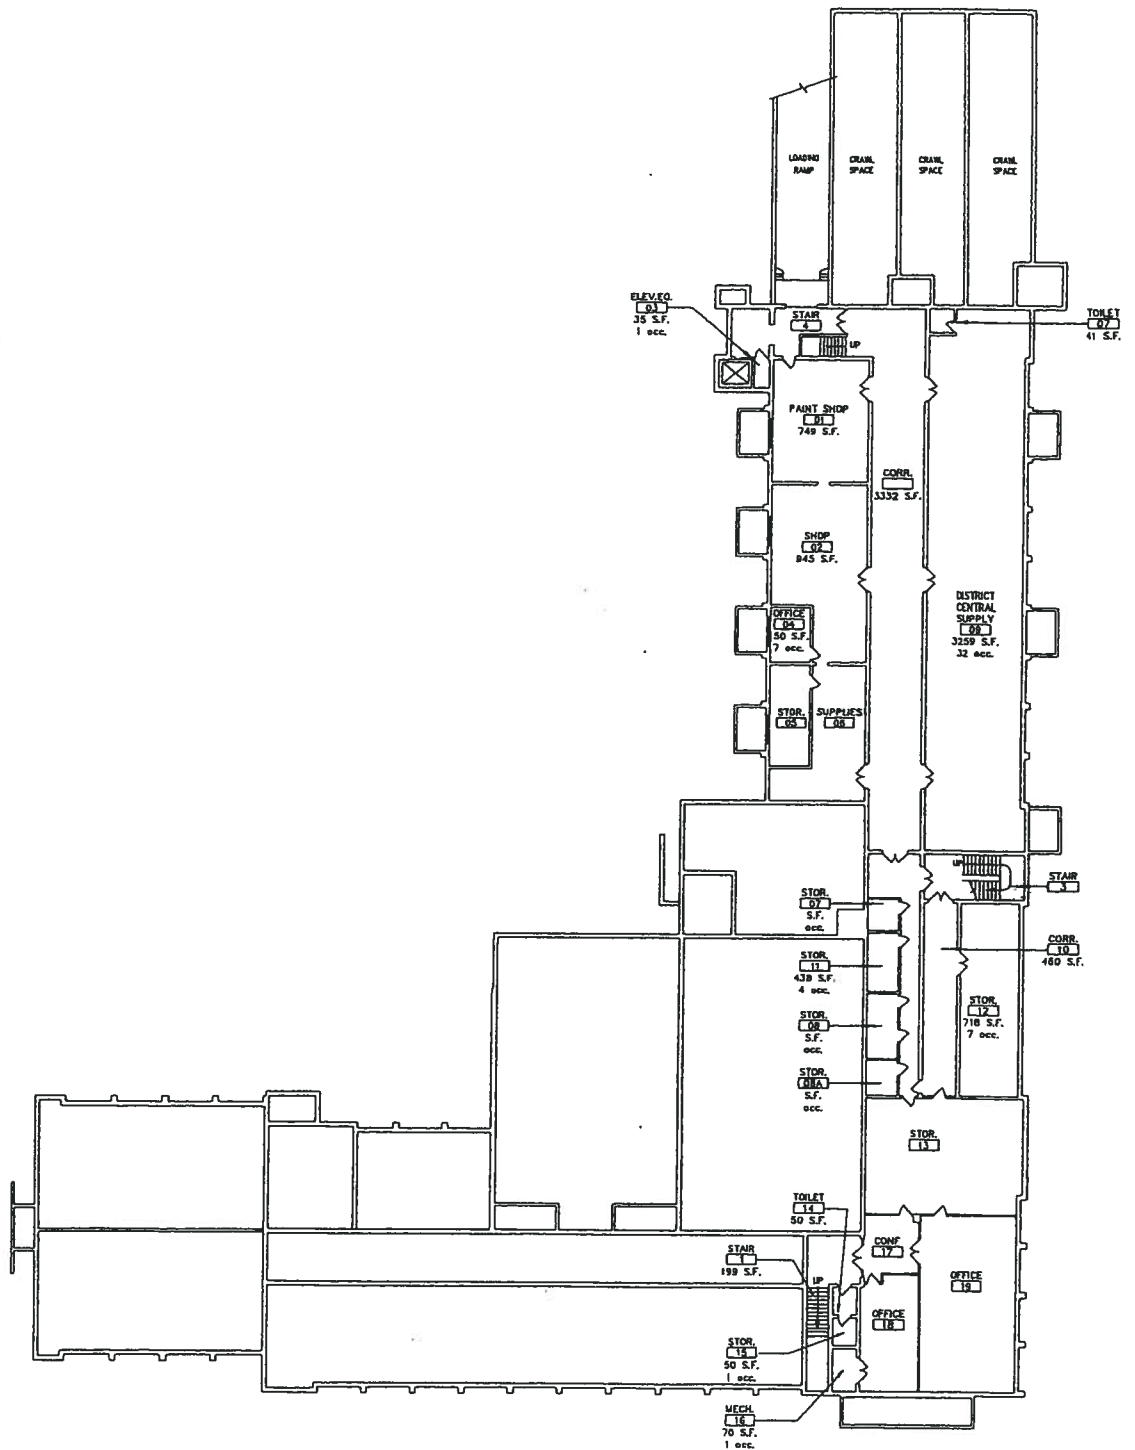 LOADING
RAMP
CRAWL
SPACE
CRAWL
SPACE
CRAWL
SPACE
ELEV.EQ.
03
35 S.F.
1 occ.
STAIR
4
UP
TOILET
07
41 S.F.
PAINT SHOP
01
749 S.F.
CORR.
3332 S.F.
SHOP
02
945 S.F.
OFFICE
04
50 S.F.
7 occ.
DISTRICT
CENTRAL
SUPPLY
09
3259 S.F.
32 occ.
STOR.
05
SUPPLIES
06
UP
STAIR
3
STOR.
07
S.F.
occ.
CORR.
10
460 S.F.
STOR.
11
438 S.F.
4 occ.
STOR.
12
718 S.F.
7 occ.
STOR.
08
S.F.
occ.
STOR.
08A
S.F.
occ.
STOR.
13
TOILET
14
50 S.F.
STAIR
1
199 S.F.
CONF
17
UP
OFFICE
19
OFFICE
18
STOR.
15
50 S.F.
1 occ.
MECH.
16
70 S.F.
1 occ.